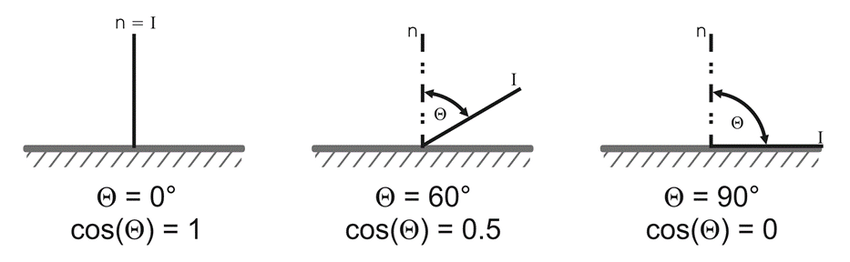 n = I
Θ = 0°
cos(Θ) = 1
n
I
Θ
Θ = 60°
cos(Θ) = 0.5
n
Θ
I
Θ = 90°
cos(Θ) = 0